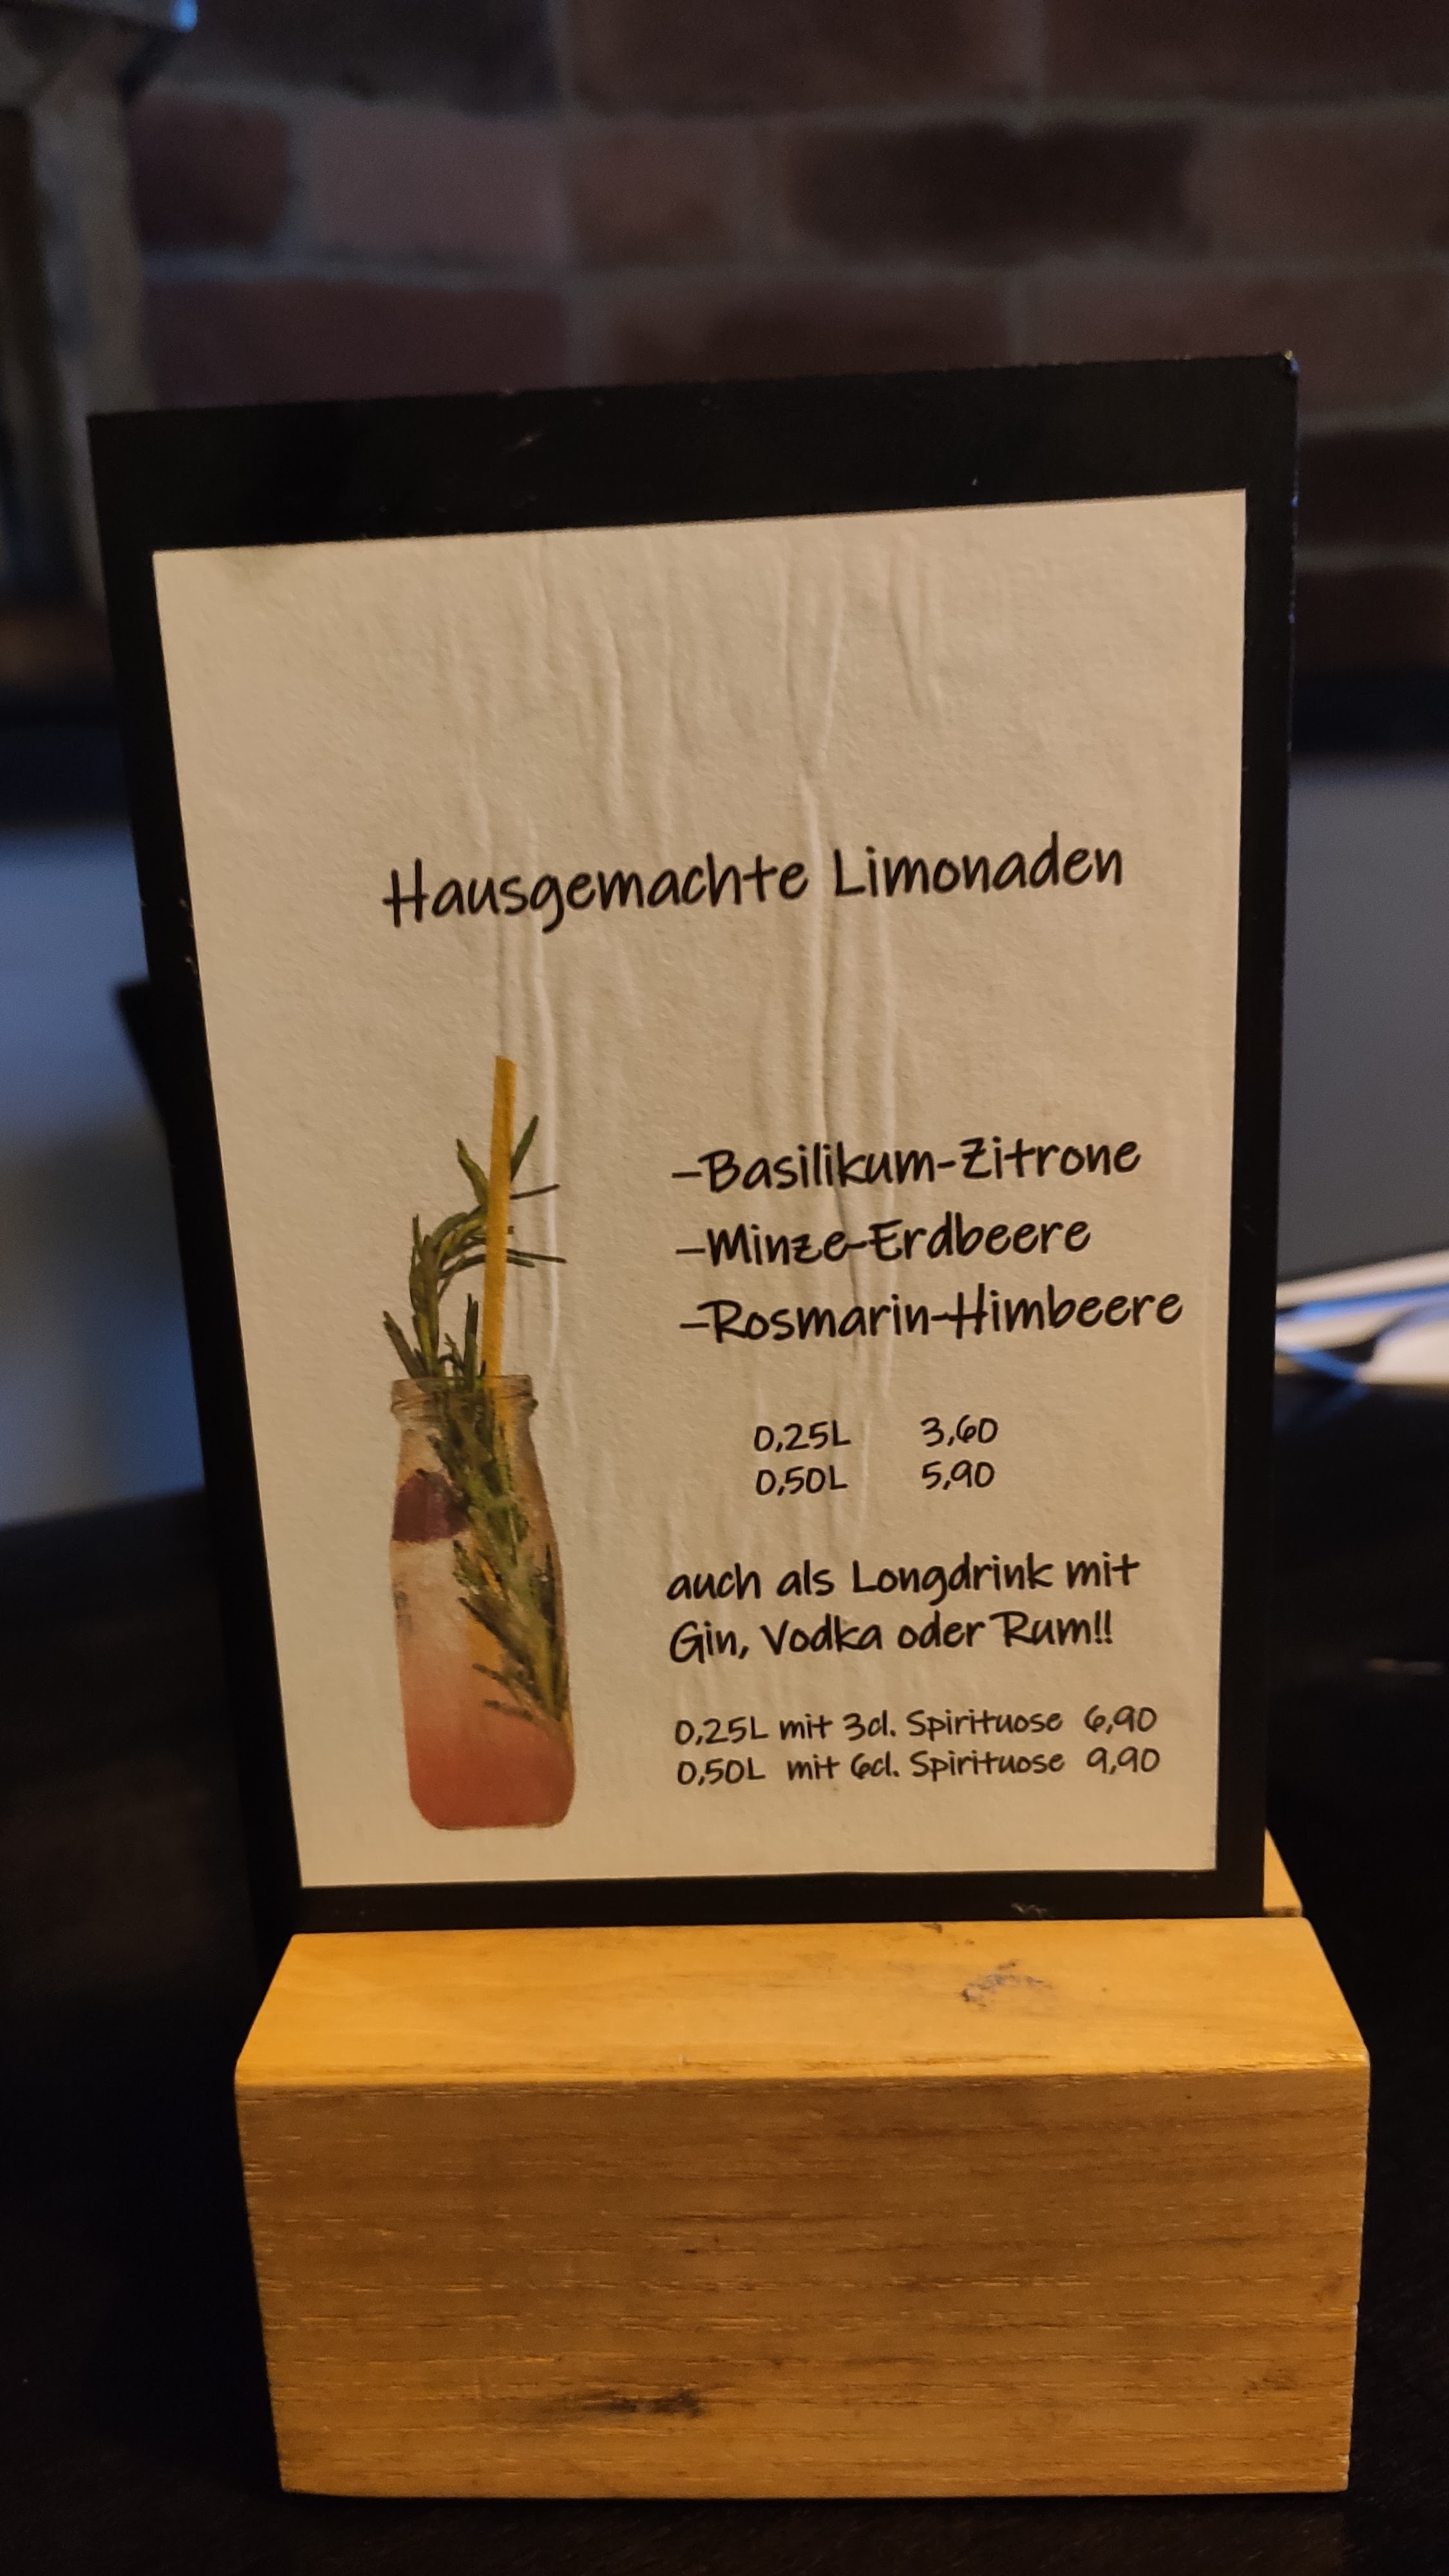 Hausgemachte Limonaden
-Basilikum-Zitrone
-Minze-Erdbeere
-Rosmarin-Himbeere
0,25L 3,60
0,50L 5,90
auch als Longdrink mit
Gin, Vodka oder Rum!!
0,25L mit 3cl. Spirituose 6,90
0,50L mit 6cl. Spirituose 9,90